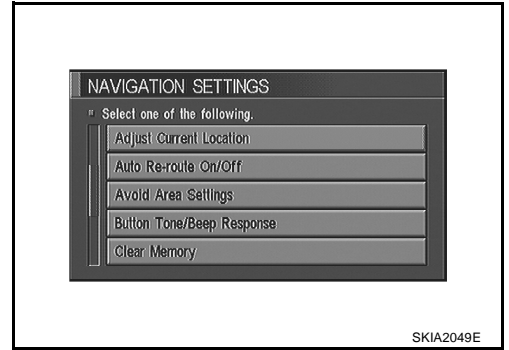 NAVIGATION SETTINGS
Select one of the following.
Adjust Current Location
Auto Re-route On/Off
Avoid Area Settings
Button Tone/Beep Response
Clear Memory
SKIA2049E